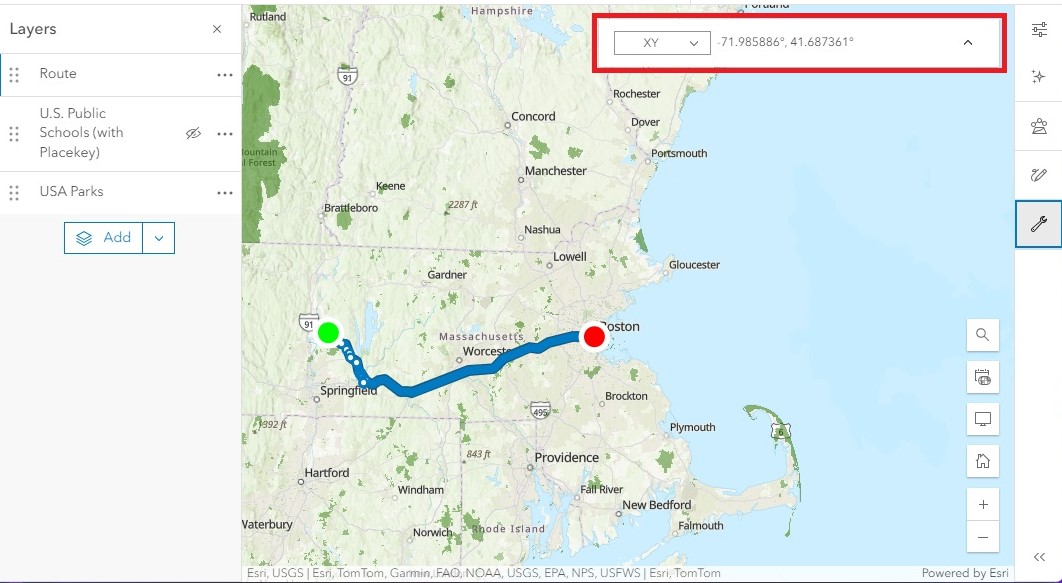 Layers
Route
U.S. Public
Schools (with
Placekey)
USA Parks
Add
XY
-71.985886°, 41.687361°
Hampshire
Portland
Rutland
91
Rochester
Concord
Dover
Portsmouth
Mountain
al Forest
Manchester
Keene
Brattleboro
2287 ft
Nashua
Lowell
Gloucester
Gardner
91
Boston
Massachusetts
Worcest
Springfield
Brockton
495
1392 ft
Plymouth
6
843 ft
Providence
Hartford
Windham
Fall River
New Bedford
Waterbury
Norwich
Rhode Island
Falmouth
Esri, USGS | Esri, TomTom, Garmin, FAO, NOAA, USGS, EPA, NPS, USFWS | Esri, TomTom
Powered by Esri